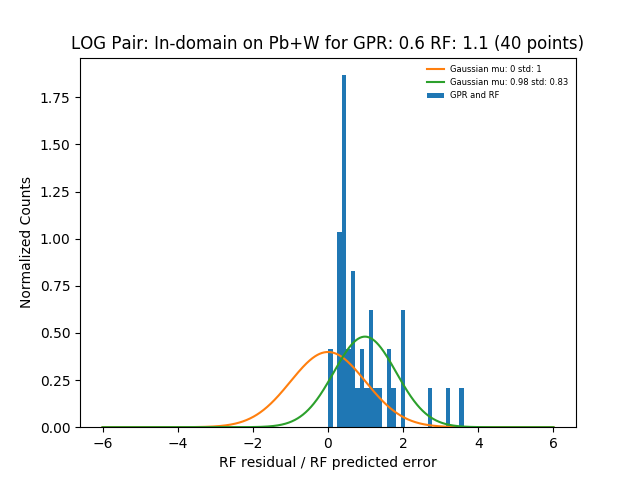 LOG Pair: In-domain on Pb+W for GPR: 0.6 RF: 1.1 (40 points)
Gaussian mu: 0 std: 1
Gaussian mu: 0.98 std: 0.83
GPR and RF
Normalized Counts
1.75
1.50
1.25
1.00
0.75
0.50
0.25
0.00
−6 −4 −2 0 2 4 6
RF residual / RF predicted error